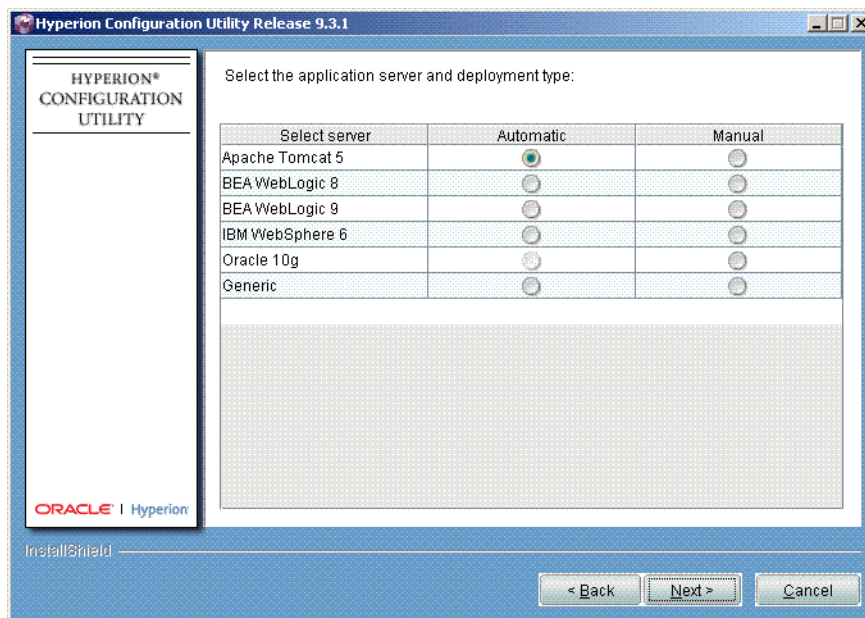 Hyperion Configuration Utility Release 9.3.1
HYPERION®
CONFIGURATION
UTILITY
Select the application server and deployment type:
Select server Automatic Manual
Apache Tomcat 5
BEA WebLogic 8
BEA WebLogic 9
IBM WebSphere 6
Oracle 10g
Generic
ORACLE' | Hyperion
InstallShield
< Back Next > Cancel